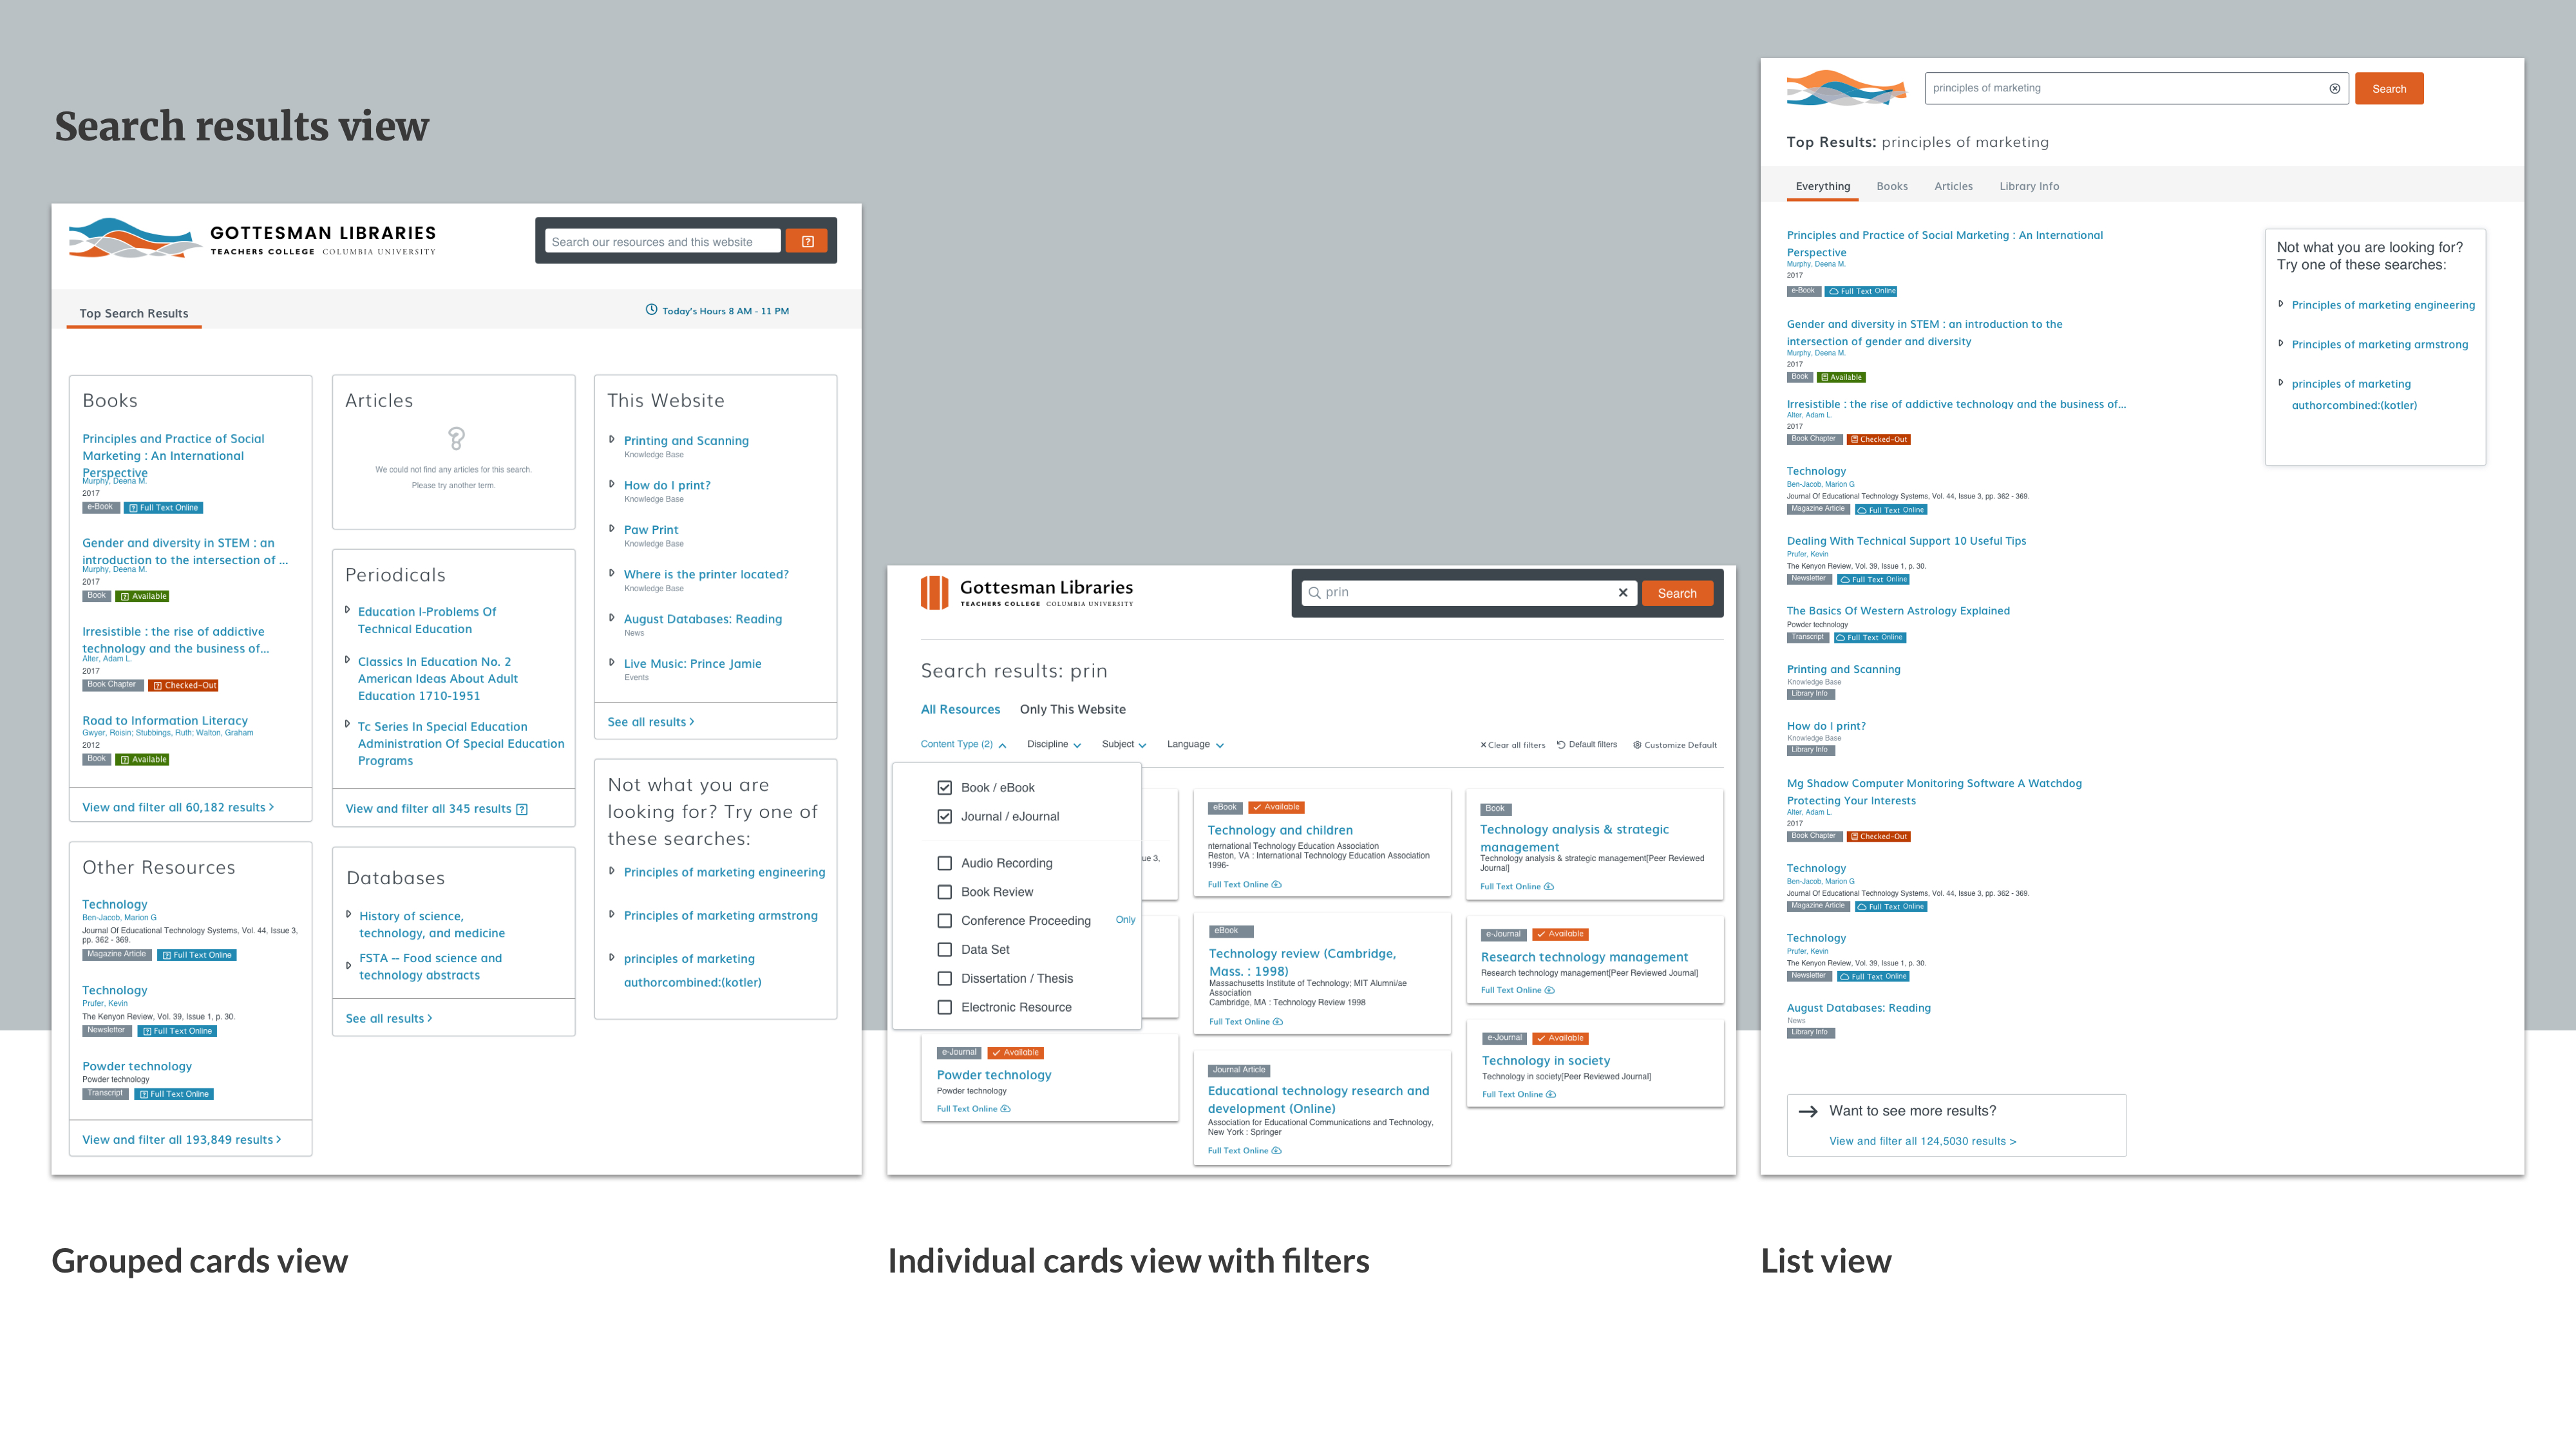 Search results view
GOTTESMAN LIBRARIES
TEACHERS COLLEGE COLUMBIA UNIVERSITY
Search our resources and this website
Top Search Results
Today's Hours 8 AM - 11 PM
Books
Principles and Practice of Social
Marketing : An International
Perspective
Murphy, Deena M.
2017
e-Book Full Text Online
Gender and diversity in STEM : an
introduction to the intersection of ...
Murphy, Deena M.
2017
Book Available
Irresistible : the rise of addictive
technology and the business of...
Alter, Adam L.
2017
Book Chapter Checked-Out
Road to Information Literacy
Gwyer, Roisin; Stubbings, Ruth; Walton, Graham
2012
Book Available
View and filter all 60,182 results >
Other Resources
Technology
Ben-Jacob, Marion G
Journal Of Educational Technology Systems, Vol. 44, Issue 3,
pp. 362 - 369.
Magazine Article Full Text Online
Technology
Prufer, Kevin
The Kenyon Review, Vol. 39, Issue 1, p. 30.
Newsletter Full Text Online
Powder technology
Powder technology
Transcript Full Text Online
View and filter all 193,849 results >
Articles
We could not find any articles for this search.
Please try another term.
Periodicals
Education I-Problems Of
Technical Education
Classics In Education No. 2
American Ideas About Adult
Education 1710-1951
Tc Series In Special Education
Administration Of Special Education
Programs
View and filter all 345 results
Databases
History of science,
technology, and medicine
FSTA -- Food science and
technology abstracts
See all results >
This Website
Printing and Scanning
Knowledge Base
How do I print?
Knowledge Base
Paw Print
Knowledge Base
Where is the printer located?
Knowledge Base
August Databases: Reading
News
Live Music: Prince Jamie
Events
See all results >
Not what you are
looking for? Try one of
these searches:
Principles of marketing engineering
Principles of marketing armstrong
principles of marketing
authorcombined:(kotler)
Grouped cards view
Gottesman Libraries
TEACHERS COLLEGE COLUMBIA UNIVERSITY
prin
Search
Search results: prin
All Resources Only This Website
Content Type (2) Discipline Subject Language
Clear all filters Default filters Customize Default
Book / eBook
Journal / eJournal
Audio Recording
Book Review
Conference Proceeding Only
Data Set
Dissertation / Thesis
Electronic Resource
ue 3,
e-Journal Available
Powder technology
Powder technology
Full Text Online
eBook Available
Technology and children
nternational Technology Education Association
Reston, VA : International Technology Education Association
1996-
Full Text Online
eBook
Technology review (Cambridge,
Mass. : 1998)
Massachusetts Institute of Technology; MIT Alumni/ae
Association
Cambridge, MA : Technology Review 1998
Full Text Online
Journal Article
Educational technology research and
development (Online)
Association for Educational Communications and Technology,
New York : Springer
Full Text Online
Book
Technology analysis & strategic
management
Technology analysis & strategic management[Peer Reviewed
Journal]
Full Text Online
e-Journal Available
Research technology management
Research technology management[Peer Reviewed Journal]
Full Text Online
e-Journal Available
Technology in society
Technology in society[Peer Reviewed Journal]
Full Text Online
Individual cards view with filters
principles of marketing
Search
Top Results: principles of marketing
Everything Books Articles Library Info
Principles and Practice of Social Marketing : An International
Perspective
Murphy, Deena M.
2017
e-Book Full Text Online
Gender and diversity in STEM : an introduction to the
intersection of gender and diversity
Murphy, Deena M.
2017
Book Available
Irresistible : the rise of addictive technology and the business of...
Alter, Adam L.
2017
Book Chapter Checked-Out
Technology
Ben-Jacob, Marion G
Journal Of Educational Technology Systems, Vol. 44, Issue 3, pp. 362 - 369.
Magazine Article Full Text Online
Dealing With Technical Support 10 Useful Tips
Prufer, Kevin
The Kenyon Review, Vol. 39, Issue 1, p. 30.
Newsletter Full Text Online
The Basics Of Western Astrology Explained
Powder technology
Transcript Full Text Online
Printing and Scanning
Knowledge Base
Library Info
How do I print?
Knowledge Base
Library Info
Mg Shadow Computer Monitoring Software A Watchdog
Protecting Your Interests
Alter, Adam L.
2017
Book Chapter Checked-Out
Technology
Ben-Jacob, Marion G
Journal Of Educational Technology Systems, Vol. 44, Issue 3, pp. 362 - 369.
Magazine Article Full Text Online
Technology
Prufer, Kevin
The Kenyon Review, Vol. 39, Issue 1, p. 30.
Newsletter Full Text Online
August Databases: Reading
News
Library Info
Want to see more results?
View and filter all 124,5030 results >
Not what you are looking for?
Try one of these searches:
Principles of marketing engineering
Principles of marketing armstrong
principles of marketing
authorcombined:(kotler)
List view